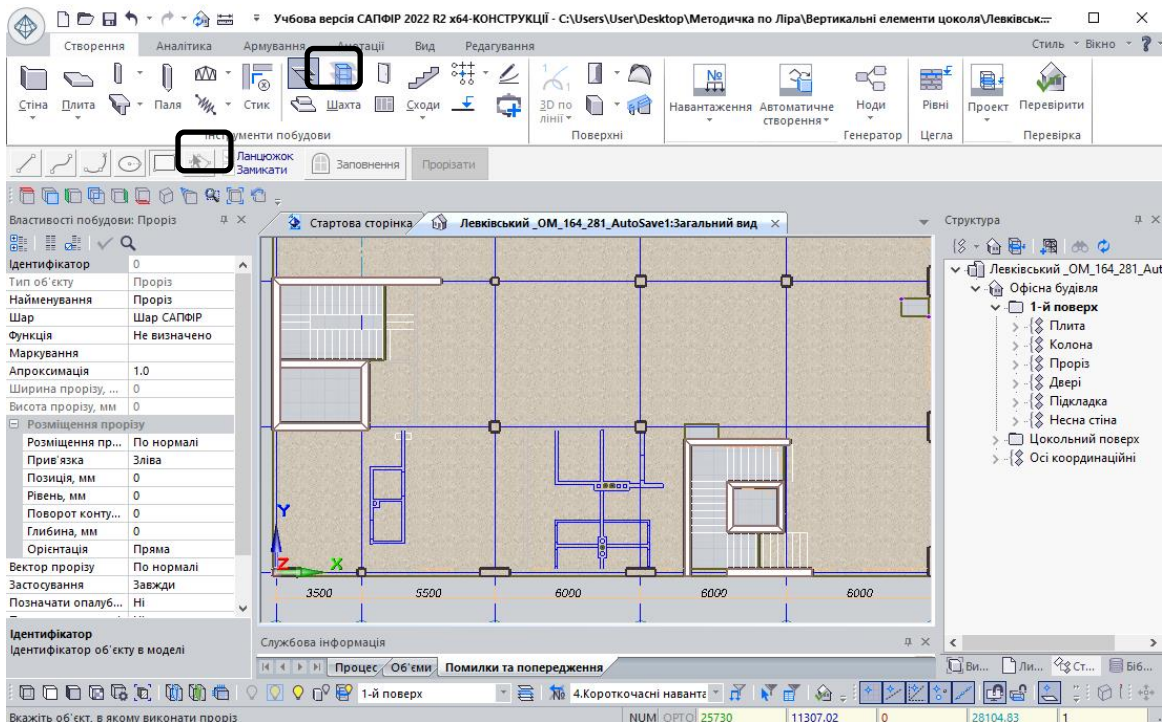 Учбова версія САПФІР 2022 R2 x64-КОНСТРУКЦІЇ - C:\Users\User\Desktop\Методичка по Ліра\Вертикальні елементи цоколя\Левківськ...
Створення Аналітика Армування Анотації Вид Редагування Стиль Вікно
Стіна Плита Паля Стик Шахта Сходи 3D по лінії Навантаження Автоматичне створення Ноди Рівні Проект Перевірити
Інструменти побудови Поверхні Генератор Цегла Перевірка
Ланцюжок
Замикати
Заповнення Прорізати
Властивості побудови: Проріз
Стартова сторінка Левківський _ОМ_164_281_AutoSave1:Загальний вид
Структура
Ідентифікатор 0
Тип об'єкту Проріз
Найменування Проріз
Шар Шар САПФІР
Функція Не визначено
Маркування
Апроксимація 1.0
Ширина прорізу, ... 0
Висота прорізу, мм 0
Розміщення прорізу
Розміщення пр... По нормалі
Прив'язка Зліва
Позиція, мм 0
Рівень, мм 0
Поворот конту... 0
Глибина, мм 0
Орієнтація Пряма
Вектор прорізу По нормалі
Застосування Завжди
Позначати опалуб... Ні
Ідентифікатор
Ідентифікатор об'єкту в моделі
Y
Z X
3500 5500 6000 6000 6000
Левківський _ОМ_164_281_Aut
Офісна будівля
1-й поверх
Плита
Колона
Проріз
Двері
Підкладка
Несна стіна
Цокольний поверх
Осі координаційні
Службова інформація
Процес Об'єми Помилки та попередження
Ви... Ли... Ст... Біб...
1-й поверх 4.Короткочасні наванта
Вкажіть об'єкт, в якому виконати проріз NUM ОРТО 25730 11307.02 0 28104.83 1